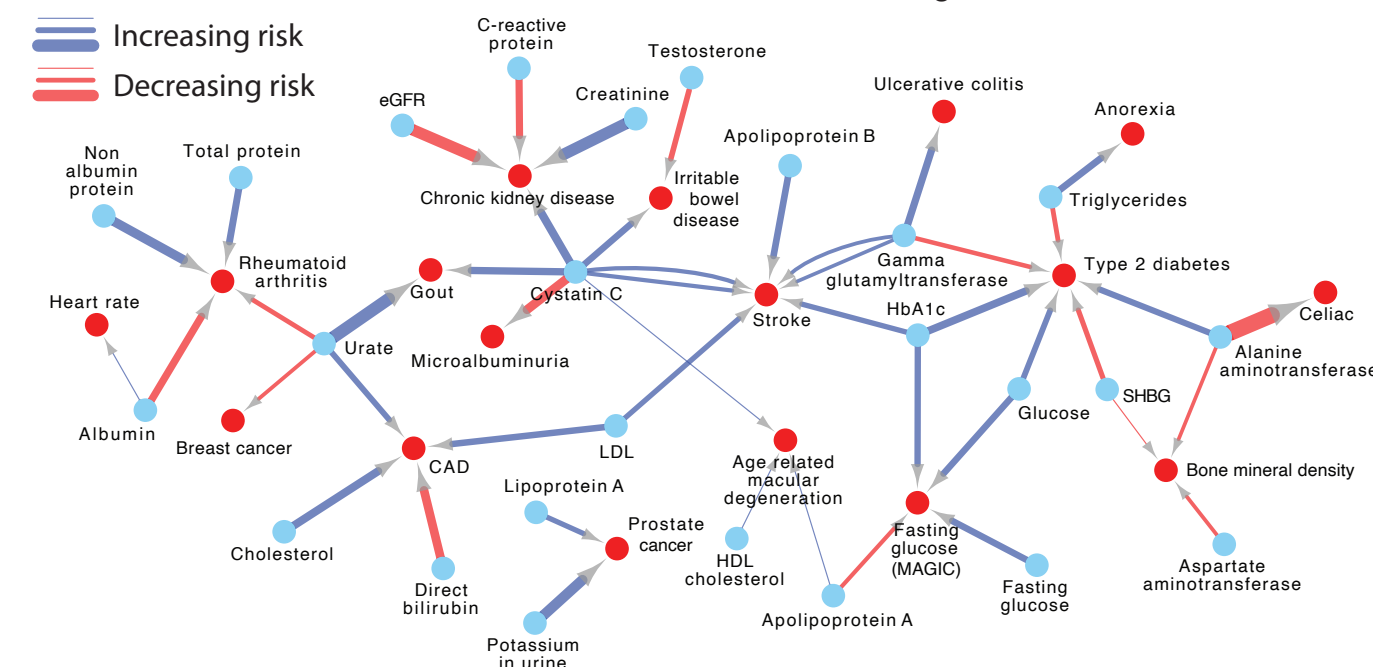 Increasing risk
Decreasing risk
C-reactive
protein
Testosterone
eGFR
Creatinine
Ulcerative colitis
Anorexia
Apolipoprotein B
Non
albumin
protein
Total protein
Chronic kidney disease
Irritable
bowel
disease
Triglycerides
Rheumatoid
arthritis
Gout
Cystatin C
Gamma
glutamyltransferase
Type 2 diabetes
Heart rate
Urate
Microalbuminuria
Stroke
HbA1c
Celiac
Alanine
aminotransferase
Albumin
Breast cancer
CAD
LDL
Glucose
SHBG
Age related
macular
degeneration
Bone mineral density
Lipoprotein A
Cholesterol
Prostate
cancer
Fasting
glucose
(MAGIC)
HDL
cholesterol
Direct
bilirubin
Apolipoprotein A
Fasting
glucose
Aspartate
aminotransferase
Potassium
in urine